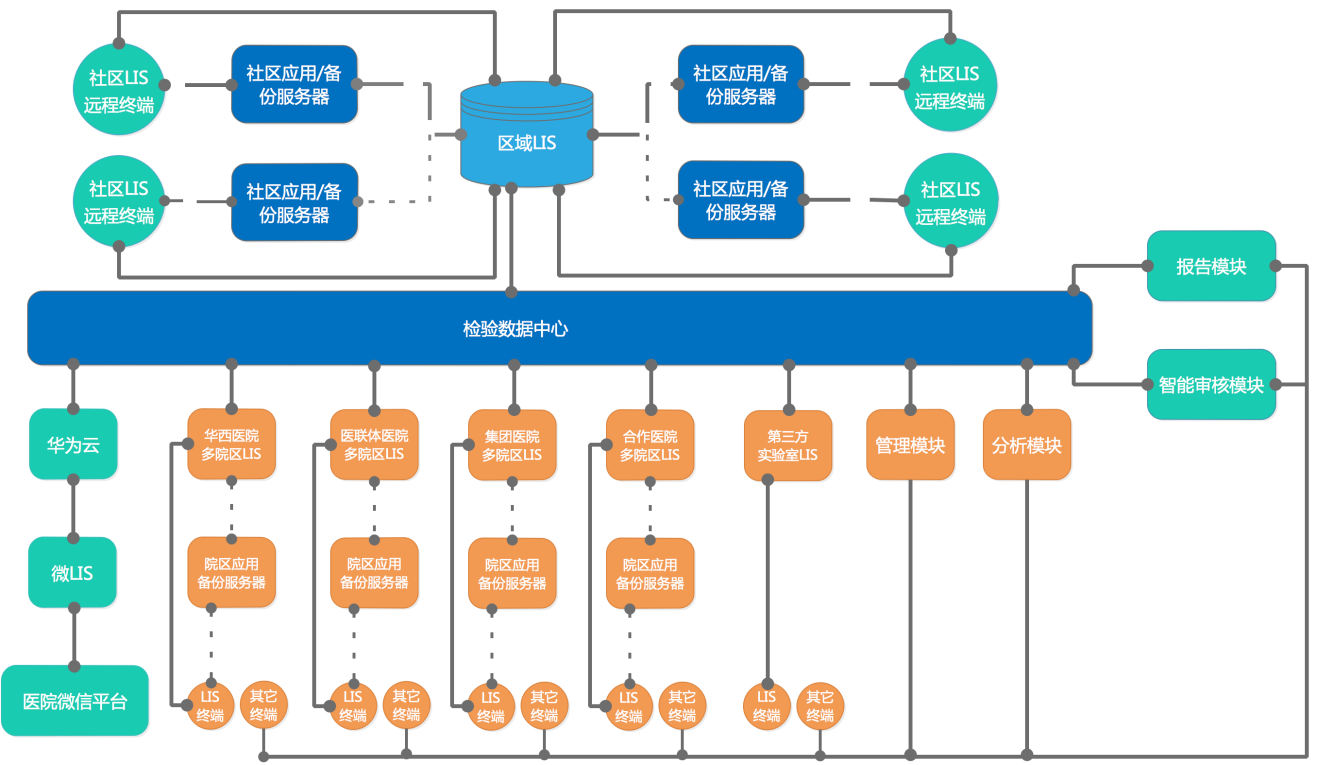 社区LIS
远程终端
社区应用/备
份服务器
区域LIS
社区应用/备
份服务器
社区LIS
远程终端
社区LIS
远程终端
社区应用/备
份服务器
社区应用/备
份服务器
社区LIS
远程终端
报告模块
检验数据中心
智能审核模块
华为云
华西医院
多院区LIS
医联体医院
多院区LIS
集团医院
多院区LIS
合作医院
多院区LIS
第三方
实验室LIS
管理模块
分析模块
微LIS
院区应用
备份服务器
院区应用
备份服务器
院区应用
备份服务器
院区应用
备份服务器
医院微信平台
LIS
终端
其它
终端
LIS
终端
其它
终端
LIS
终端
其它
终端
LIS
终端
其它
终端
LIS
终端
其它
终端